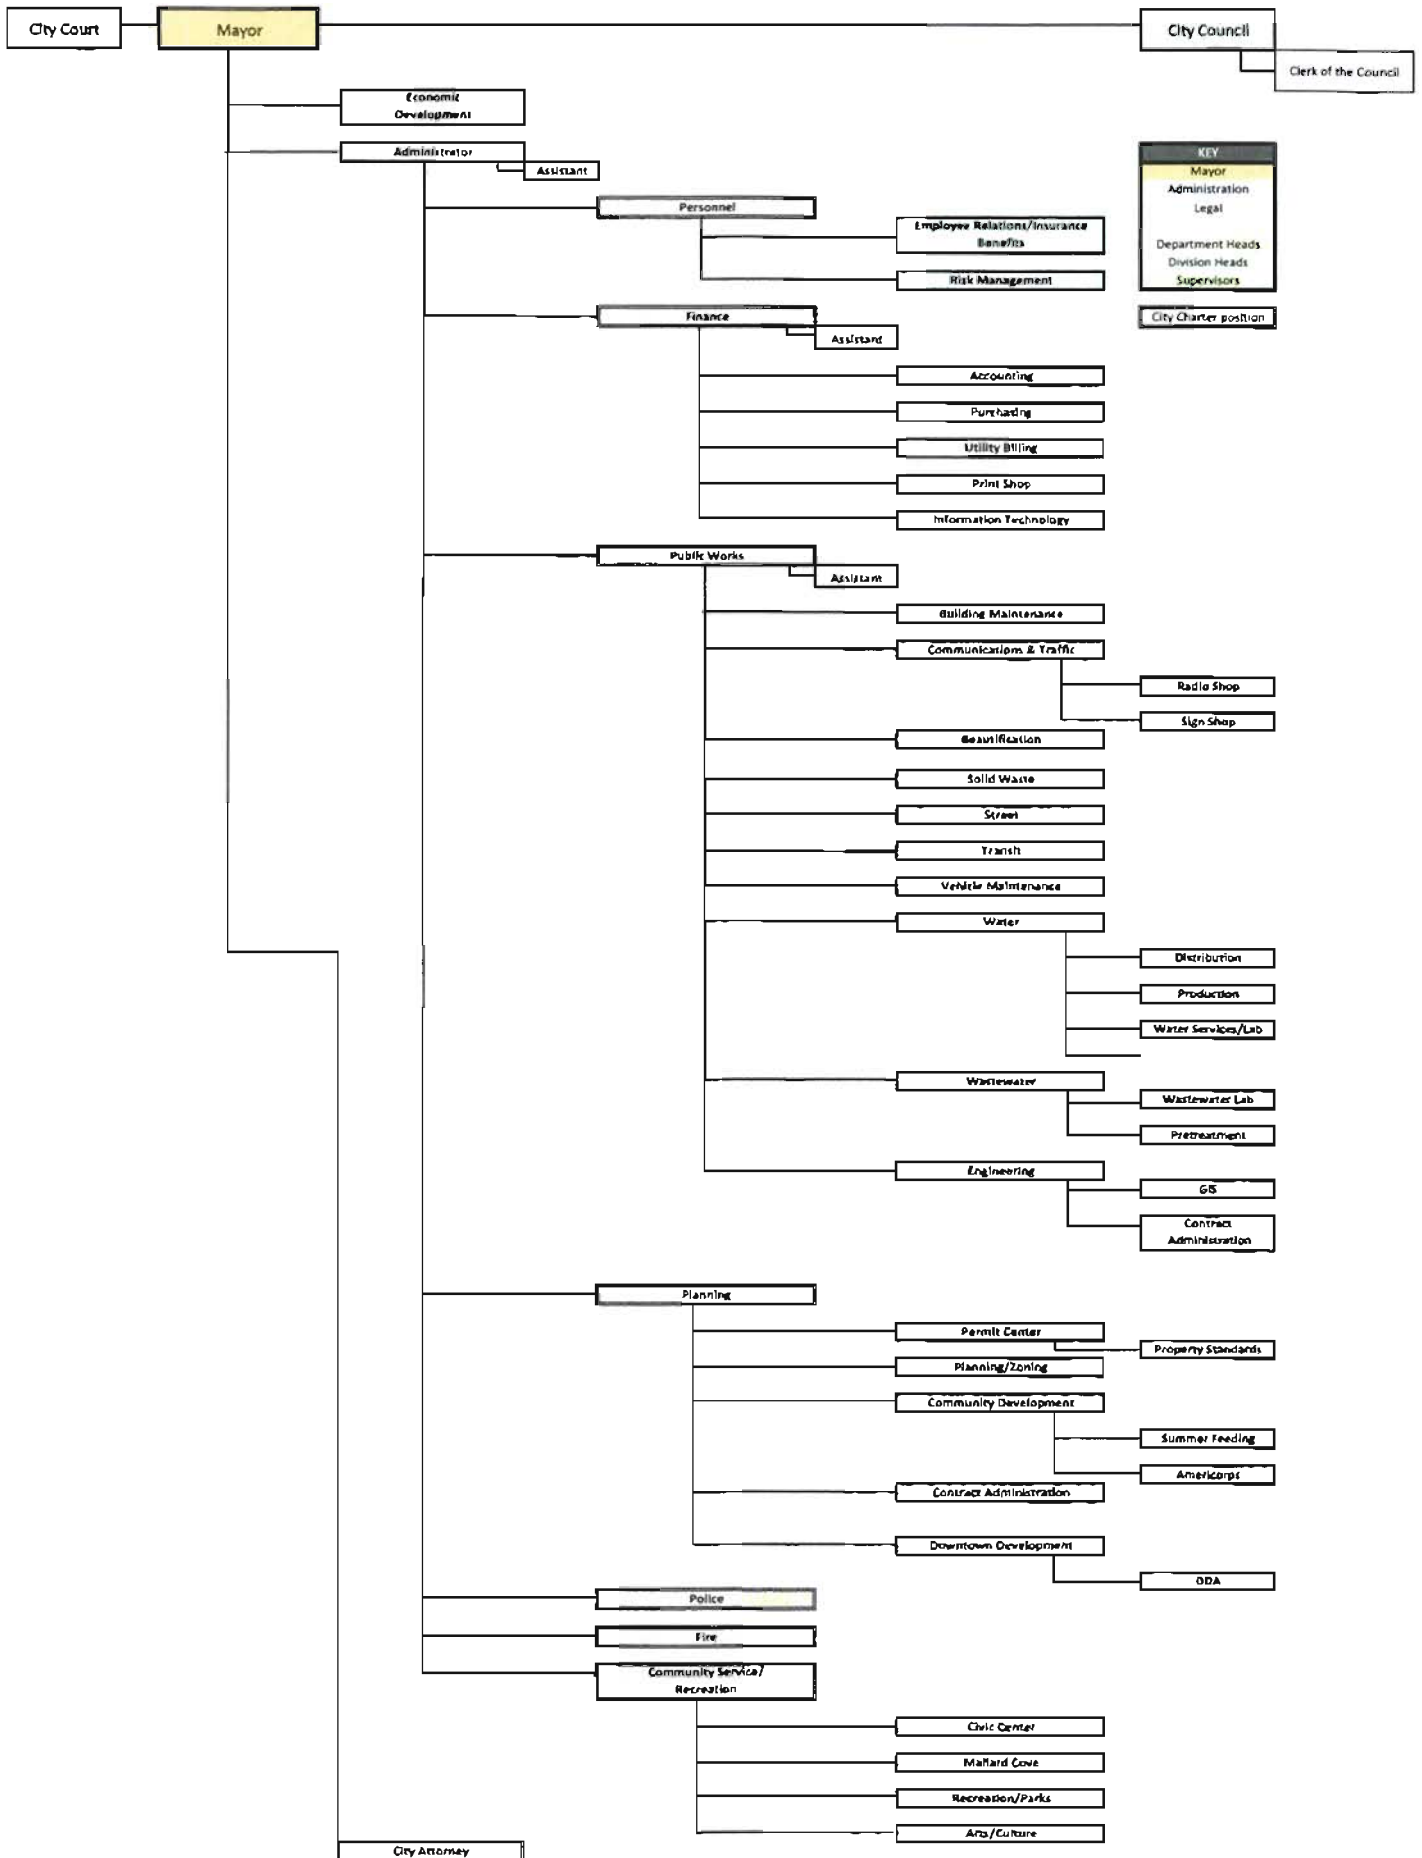 City Court
Mayor
City Council
Clerk of the Council
Economic
Development
Administrator
Assistant
KEY
Mayor
Administration
Legal
Department Heads
Division Heads
Supervisors
City Charter position
Personnel
Employee Relations/Insurance
Benefits
Risk Management
Finance
Assistant
Accounting
Purchasing
Utility Billing
Print Shop
Information Technology
Public Works
Assistant
Building Maintenance
Communications & Traffic
Radio Shop
Sign Shop
Beautification
Solid Waste
Street
Transit
Vehicle Maintenance
Water
Distribution
Production
Water Services/Lab
Wastewater
Wastewater Lab
Pretreatment
Engineering
GIS
Contract
Administration
Planning
Permit Center
Property Standards
Planning/Zoning
Community Development
Summer Feeding
Americorps
Contract Administration
Downtown Development
DDA
Police
Fire
Community Service/
Recreation
Civic Center
Mallard Cove
Recreation/Parks
Arts/Culture
City Attorney